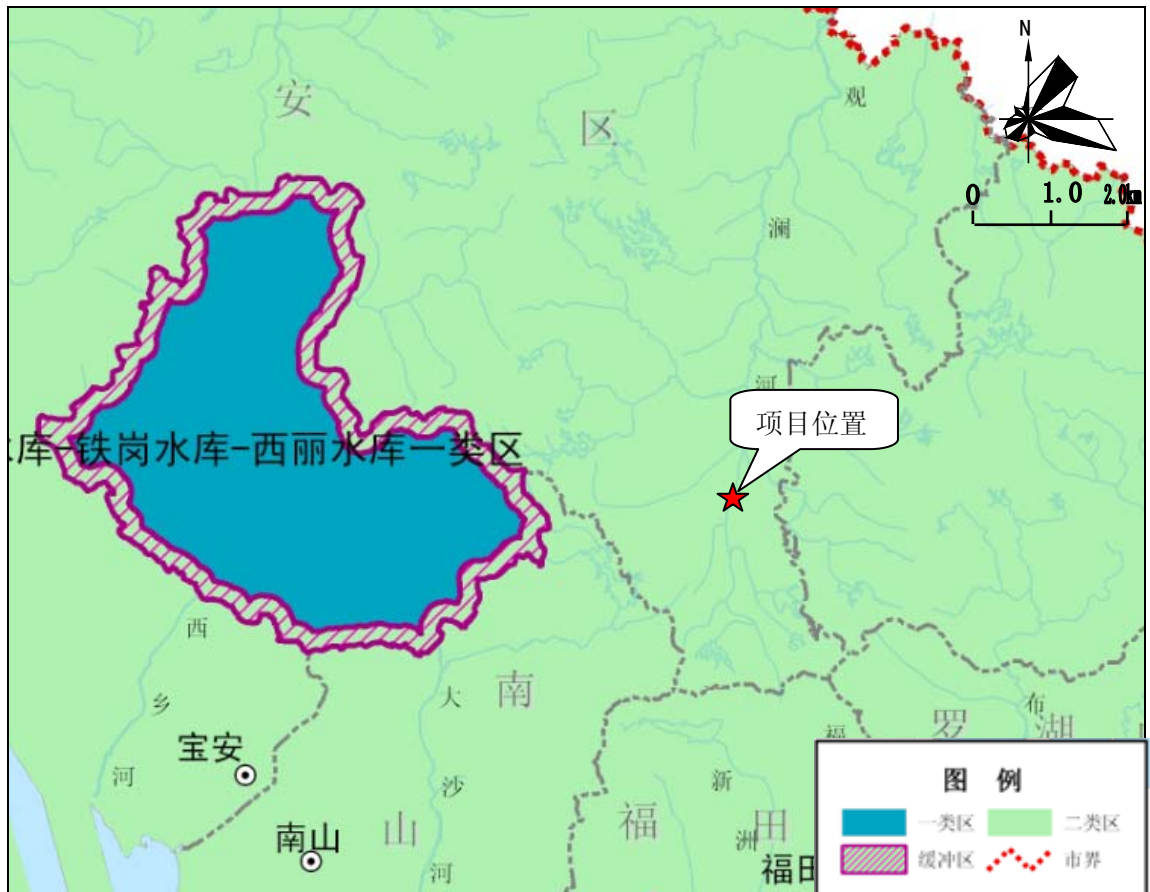 N
0 1.0 2.0km
安
区
观
澜
河
项目位置
水库-铁岗水库-西丽水库一类区
西
乡
河
宝安
南山
南
山
大
沙
河
福
田
新
洲
福田
罗
湖
布
福
图 例
一类区
二类区
缓冲区
市界